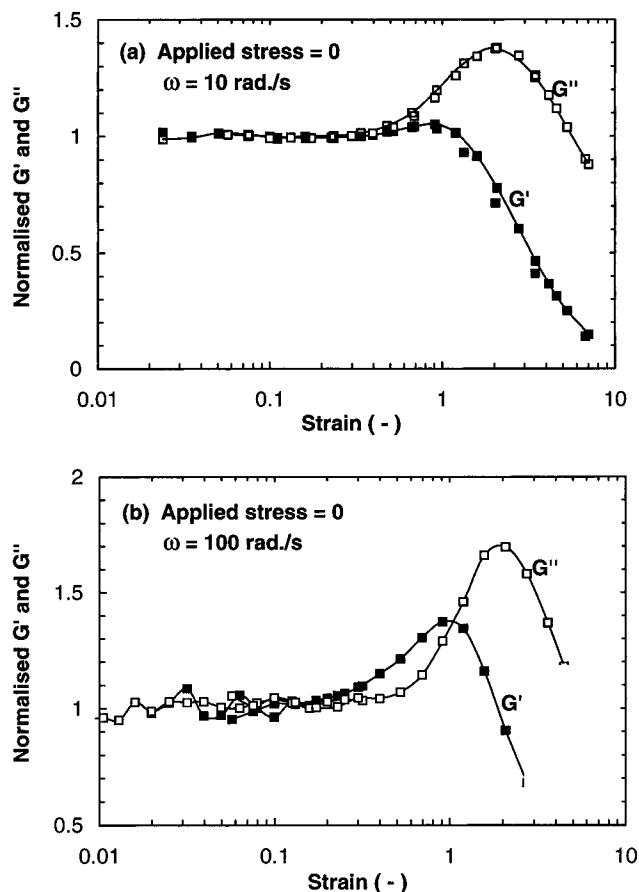 1.5
(a) Applied stress = 0
ω = 10 rad./s
G''
1
G'
0.5
0
0.01 0.1 1 10
Strain ( - )
Normalised G' and G''
2
(b) Applied stress = 0
ω = 100 rad./s
G''
1.5
1
G'
0.5
0.01 0.1 1 10
Strain ( - )
Normalised G' and G''